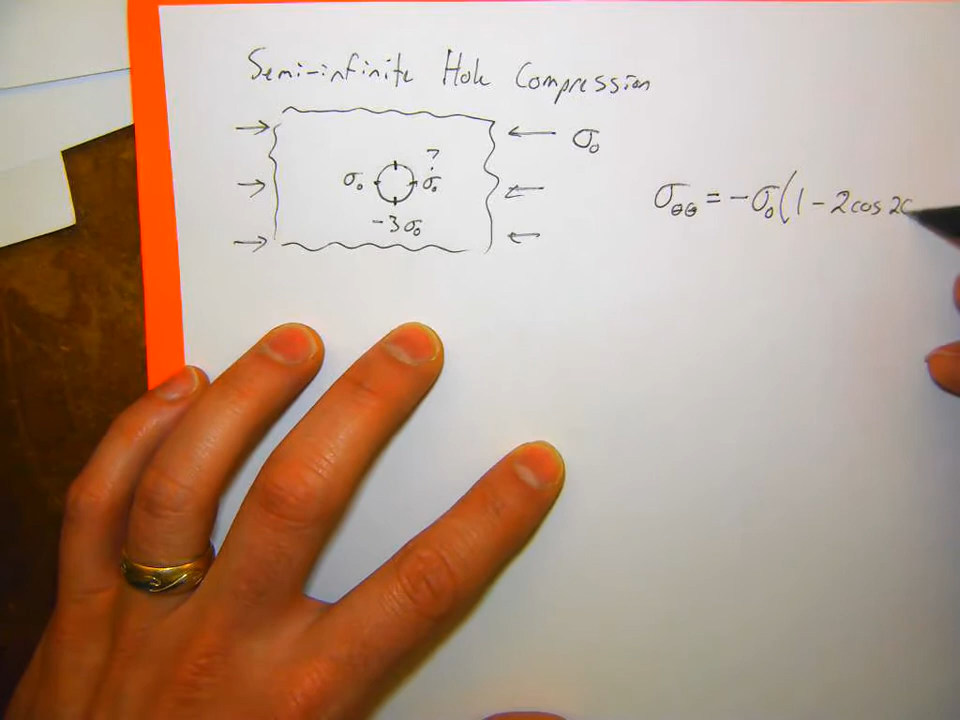 Semi-infinite Hole Compression
σ₀
?
σ₀ σ₀
-3σ₀
σθθ = -σ₀(1 - 2cos 2